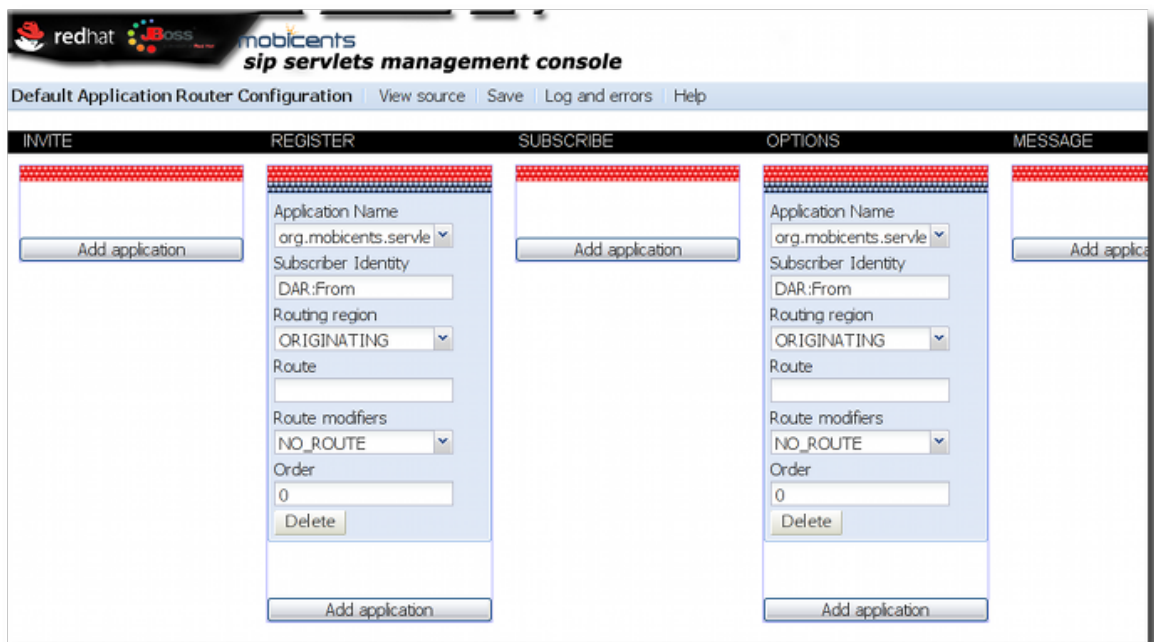 redhat JBoss mobicents
sip servlets management console
Default Application Router Configuration View source Save Log and errors Help
INVITE REGISTER SUBSCRIBE OPTIONS MESSAGE
Add application
Application Name
org.mobicents.servle
Subscriber Identity
DAR:From
Routing region
ORIGINATING
Route
Route modifiers
NO_ROUTE
Order
0
Delete
Add application
Add application
Application Name
org.mobicents.servle
Subscriber Identity
DAR:From
Routing region
ORIGINATING
Route
Route modifiers
NO_ROUTE
Order
0
Delete
Add application
Add applica